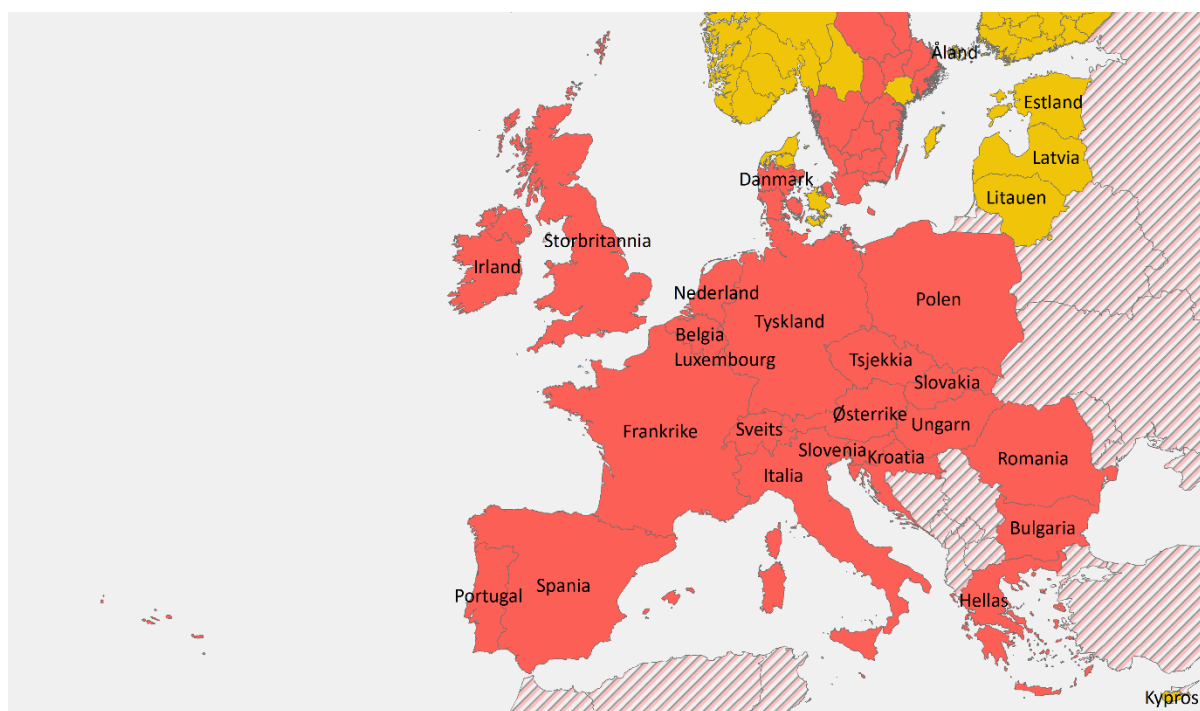 Åland
Estland
Latvia
Danmark
Litauen
Storbritannia
Irland
Nederland
Polen
Tyskland
Belgia
Luxembourg
Tsjekkia
Slovakia
Østerrike
Ungarn
Frankrike
Sveits
Slovenia
Kroatia
Romania
Italia
Bulgaria
Spania
Portugal
Hellas
Kypros